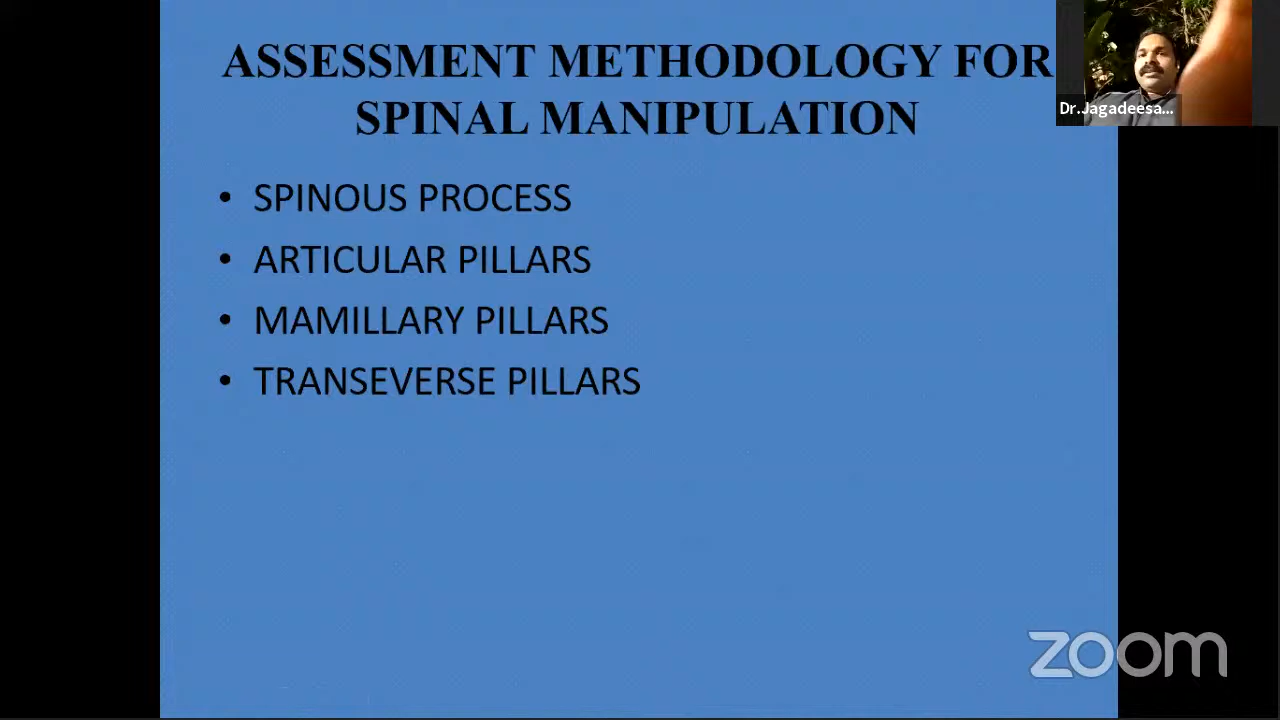 ASSESSMENT METHODOLOGY FOR
SPINAL MANIPULATION
Dr.Jagadeesa...
• SPINOUS PROCESS
• ARTICULAR PILLARS
• MAMILLARY PILLARS
• TRANSEVERSE PILLARS
zoom